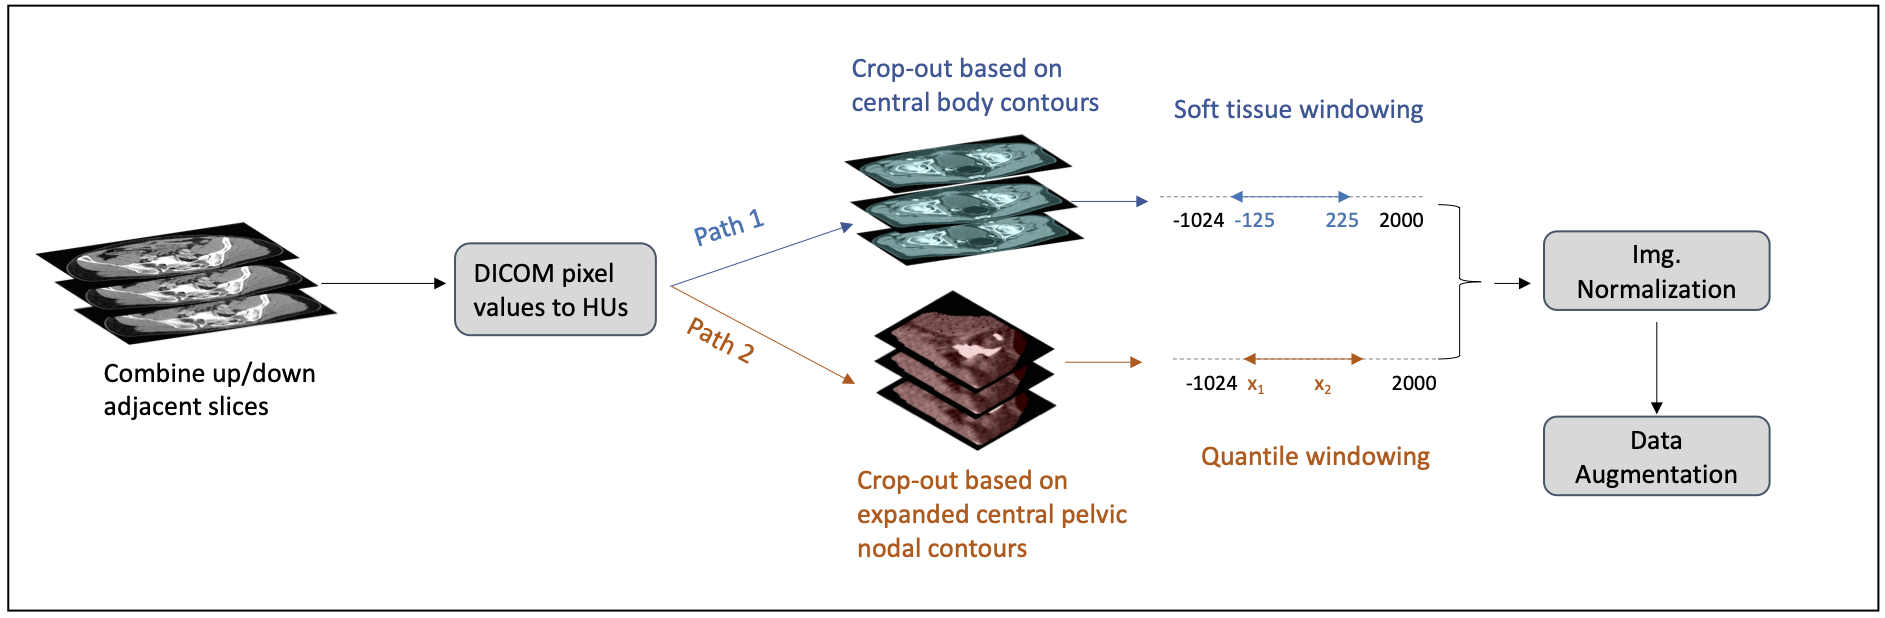 Combine up/down
adjacent slices
DICOM pixel
values to HUs
Path 1
Path 2
Crop-out based on
central body contours
Soft tissue windowing
-1024 -125 225 2000
Crop-out based on
expanded central pelvic
nodal contours
-1024 x₁ x₂ 2000
Quantile windowing
Img.
Normalization
Data
Augmentation